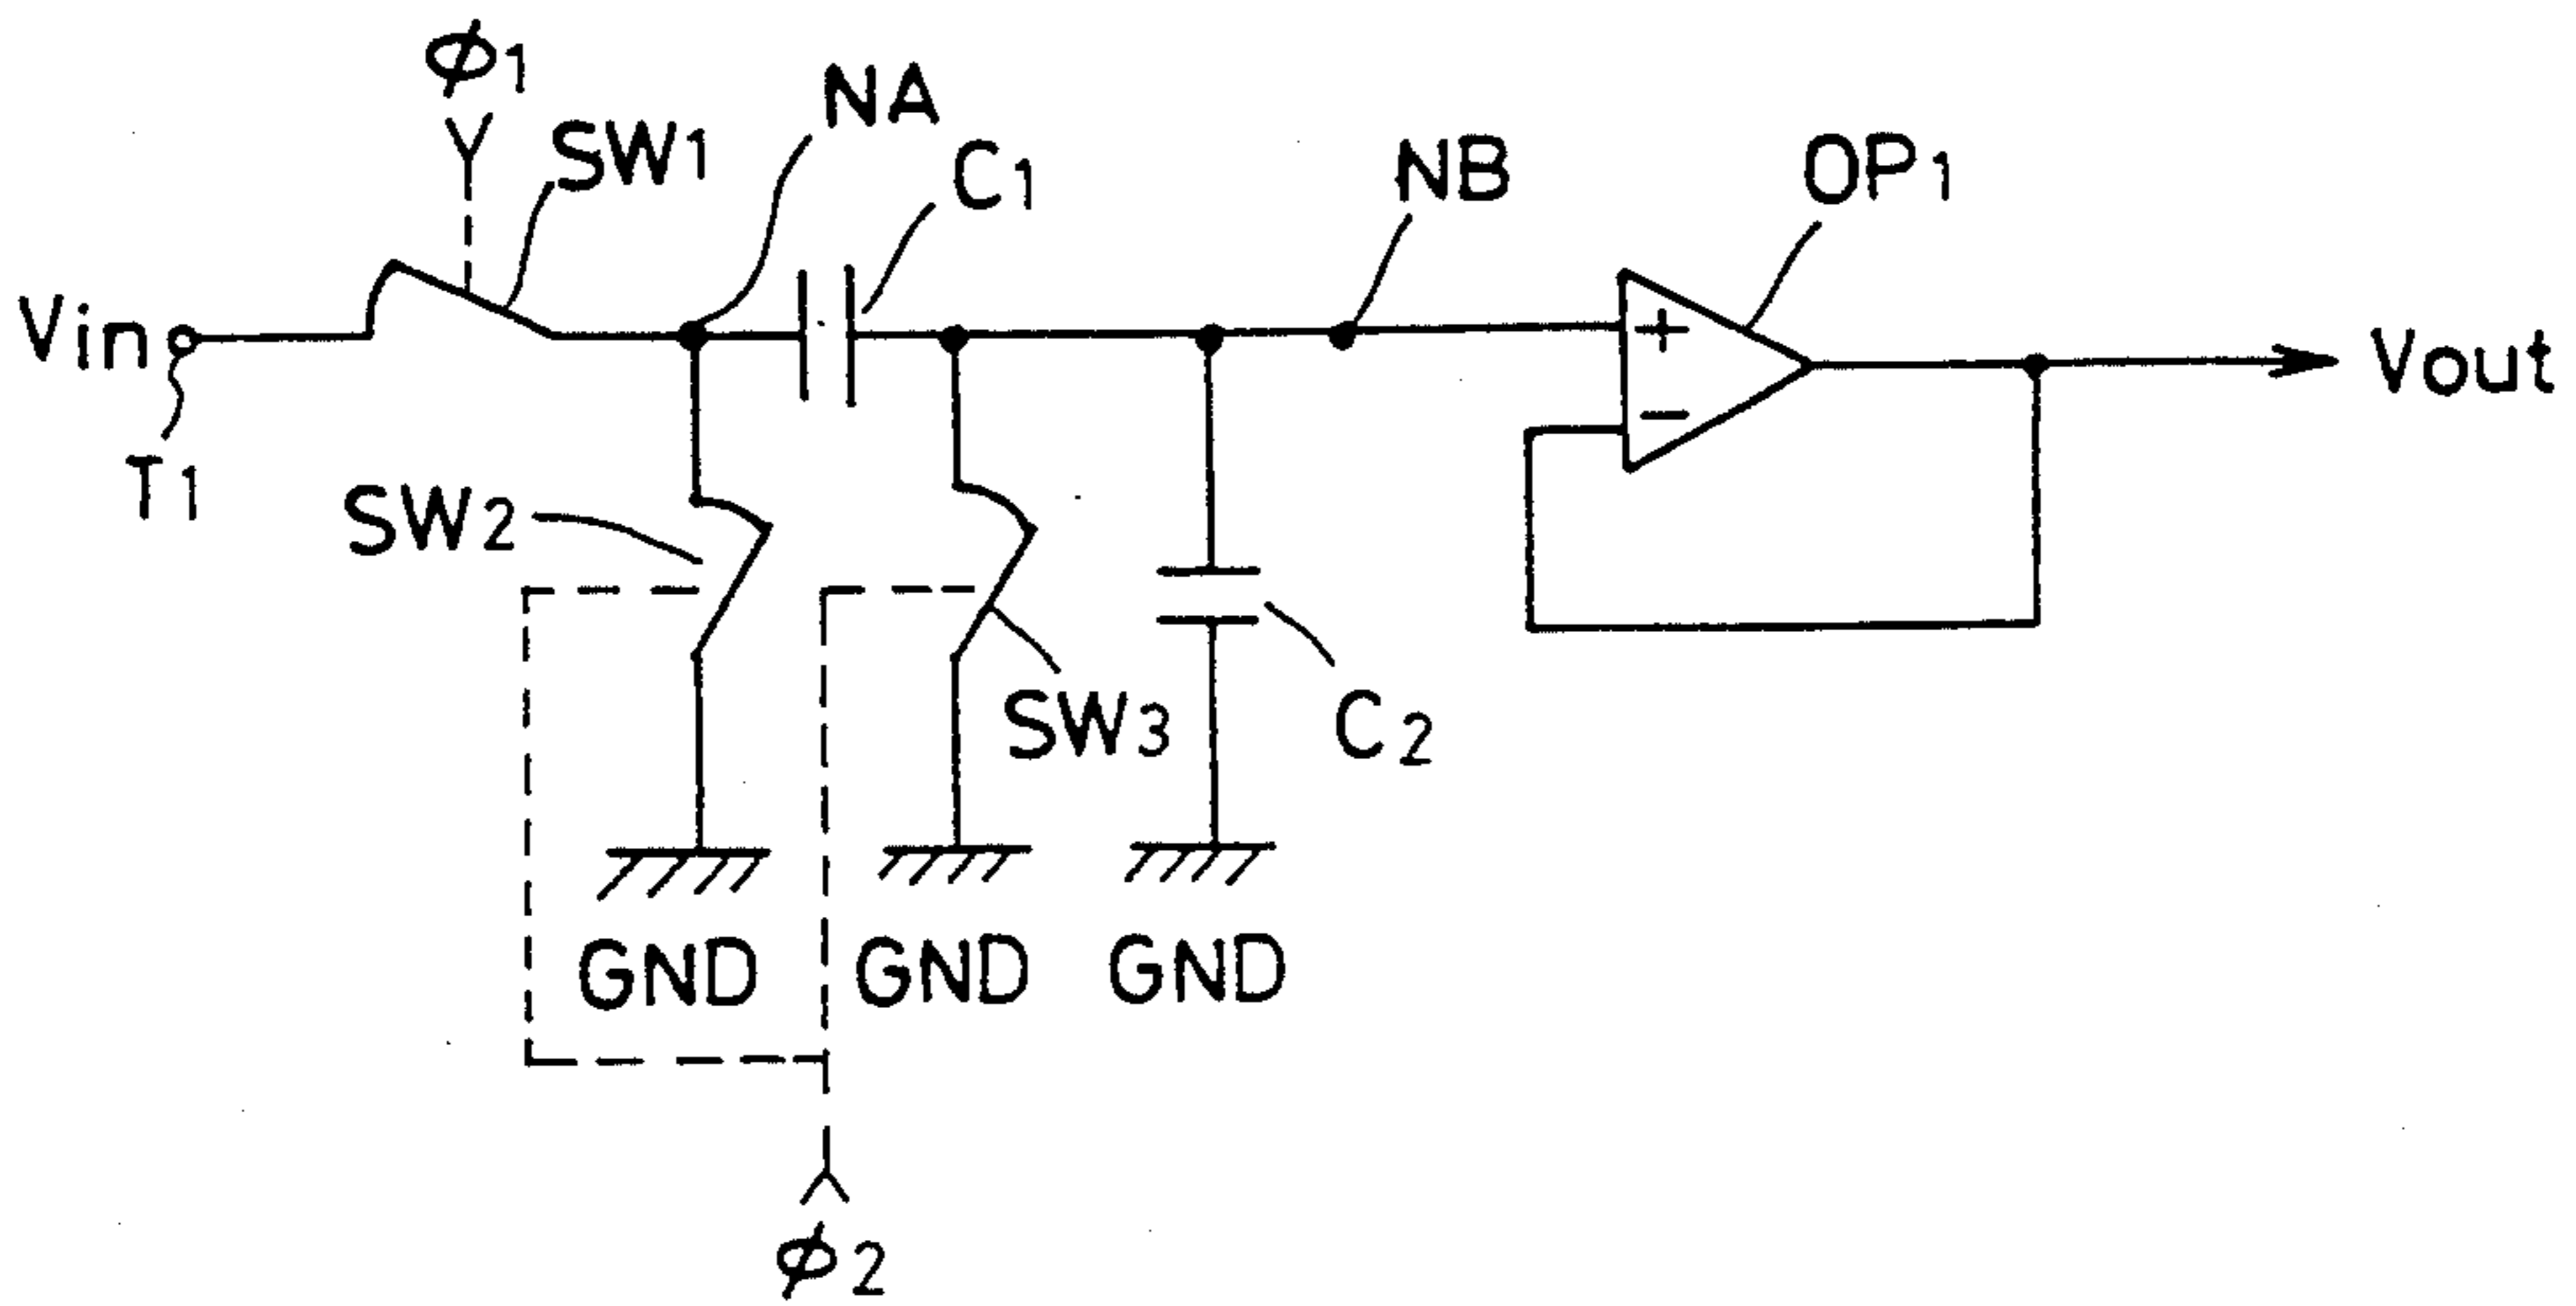 ϕ1
SW1
NA
C1
NB
OP1
Vin
+
−
Vout
T1
SW2
SW3
C2
GND
GND
GND
ϕ2